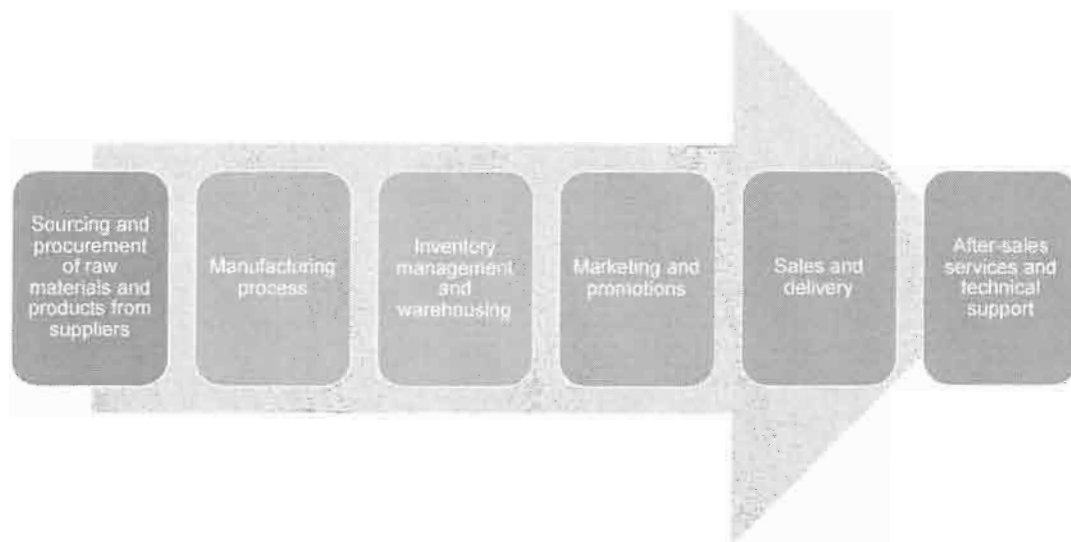 Sourcing and
procurement
of raw
materials and
products from
suppliers
Manufacturing
process
Inventory
management
and
warehousing
Marketing and
promotions
Sales and
delivery
After-sales
services and
technical
support